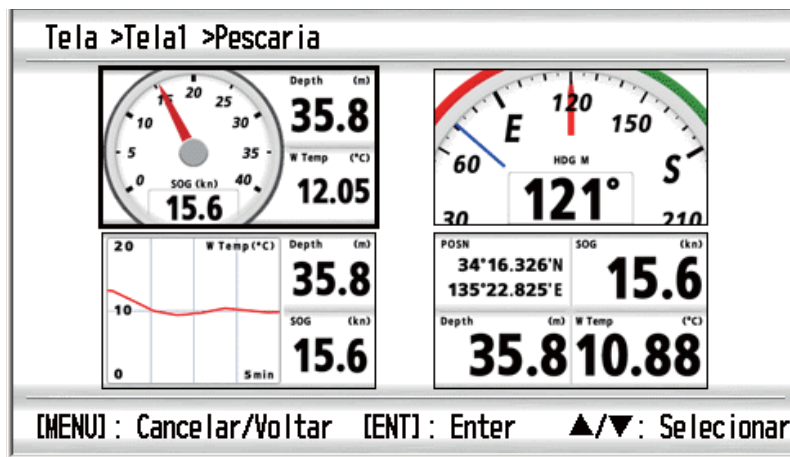 Tela >Tela1 >Pescaria
Depth (m)
35.8
W Temp (°C)
12.05
0 5 10 15 20 25 30 35 40
SOG (kn)
15.6
30 60 E 120 150 S 210
HDG M
121°
20 W Temp(°C)
10
0 5min
Depth (m)
35.8
SOG (kn)
15.6
POSN
34°16.326'N
135°22.825'E
SOG (kn)
15.6
Depth (m)
35.8
W Temp (°C)
10.88
[MENU]: Cancelar/Voltar [ENT]: Enter ▲/▼: Selecionar